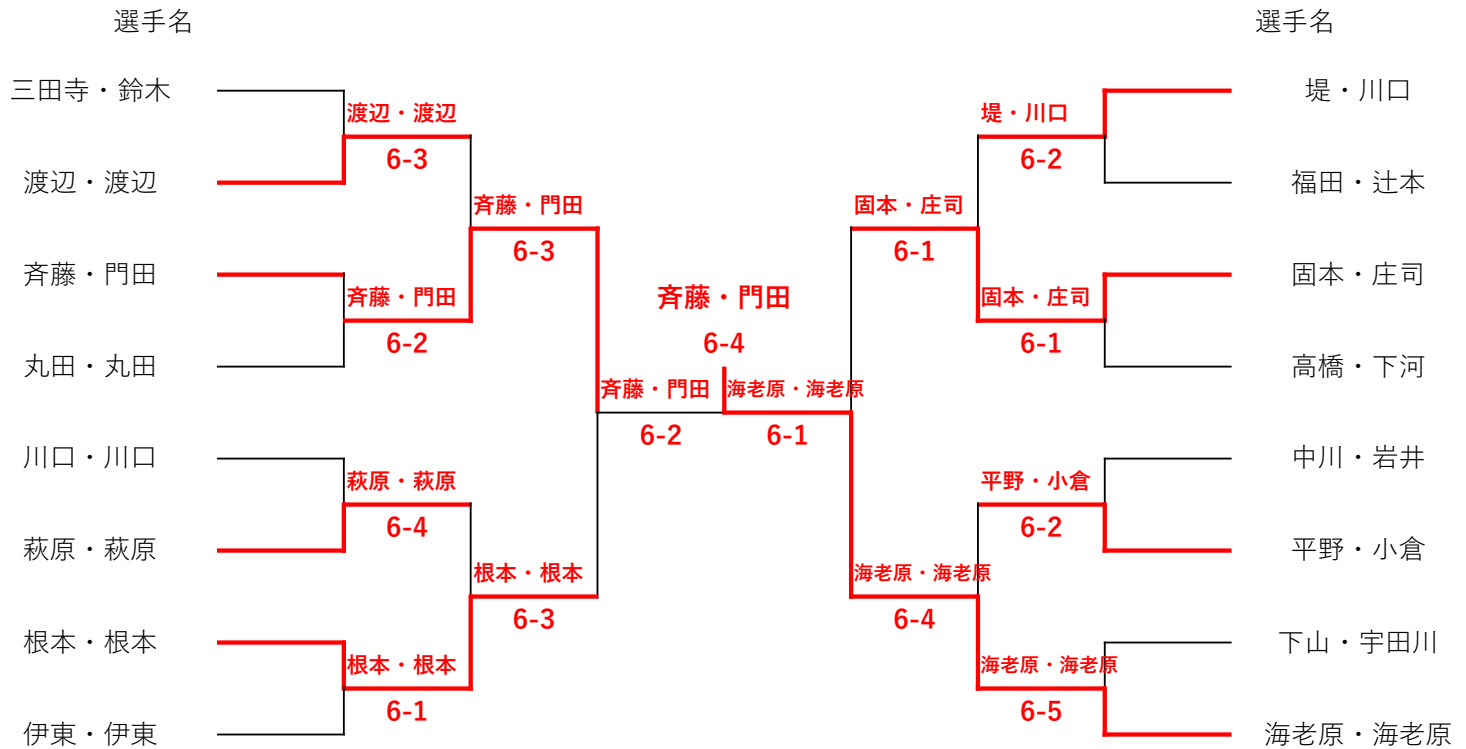 選手名
選手名
三田寺・鈴木
堤・川口
渡辺・渡辺
堤・川口
6-3
6-2
渡辺・渡辺
福田・辻本
斉藤・門田
固本・庄司
6-3
6-1
斉藤・門田
固本・庄司
斉藤・門田
斉藤・門田
固本・庄司
6-2
6-4
6-1
丸田・丸田
高橋・下河
斉藤・門田
海老原・海老原
6-2
6-1
川口・川口
中川・岩井
萩原・萩原
平野・小倉
6-4
6-2
萩原・萩原
平野・小倉
根本・根本
海老原・海老原
6-3
6-4
根本・根本
下山・宇田川
根本・根本
海老原・海老原
6-1
6-5
伊東・伊東
海老原・海老原